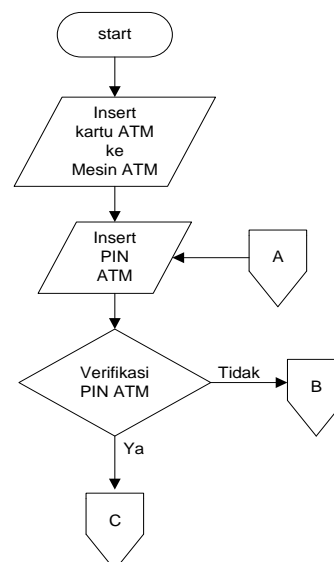 start
Insert
kartu ATM
ke
Mesin ATM
Insert
PIN
ATM
A
Verifikasi
PIN ATM
Tidak
B
Ya
C